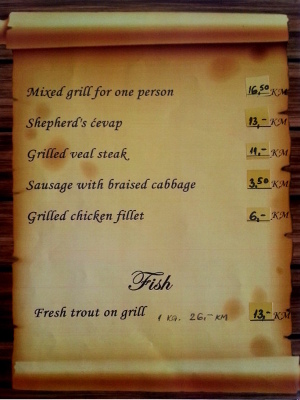 Mixed grill for one person 16,50 KM
Shepherd's ćevap 13,- KM
Grilled veal steak 11,- KM
Sausage with braised cabbage 3,50 KM
Grilled chicken fillet 6,- KM
Fish
Fresh trout on grill 1 KG. 26,- KM 13,- KM